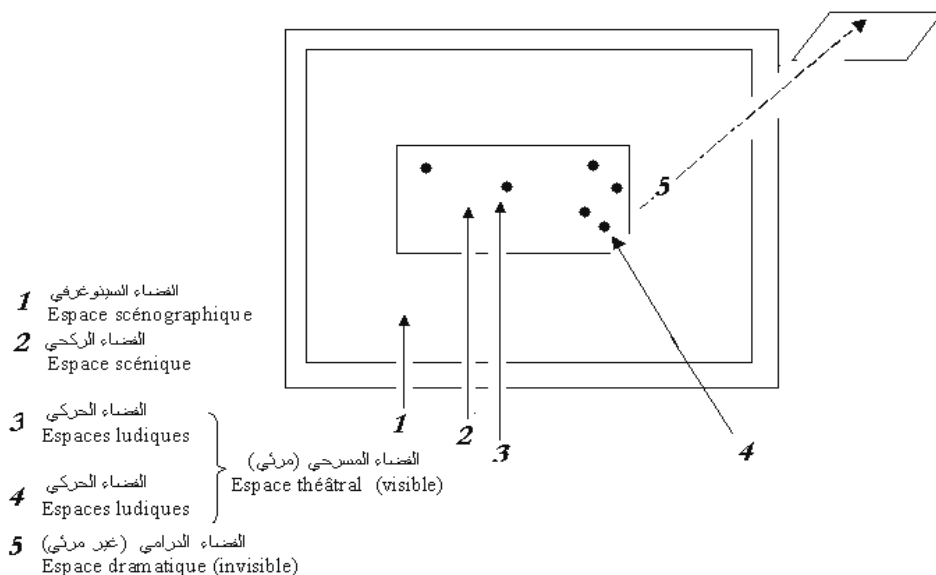 5
1 الفضاء السينوغرفي
Espace scénographique
2 الفضاء الركحي
Espace scénique
1
2
3
4
3 الفضاء الحركي
Espaces ludiques
الفضاء المسرحي (مرئي)
Espace théâtral (visible)
4 الفضاء الحركي
Espaces ludiques
5 الفضاء الدرامي (غير مرئي)
Espace dramatique (invisible)